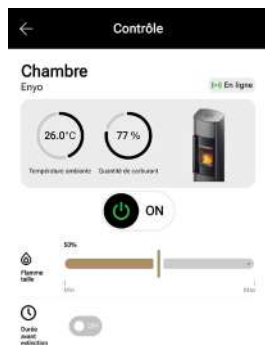 Contrôle
Chambre
Enyo
En ligne
26.0°C
77 %
Température ambiante
Quantité de carburant
ON
50%
Flamme
taille
Min
Max
Durée
avant
extinction